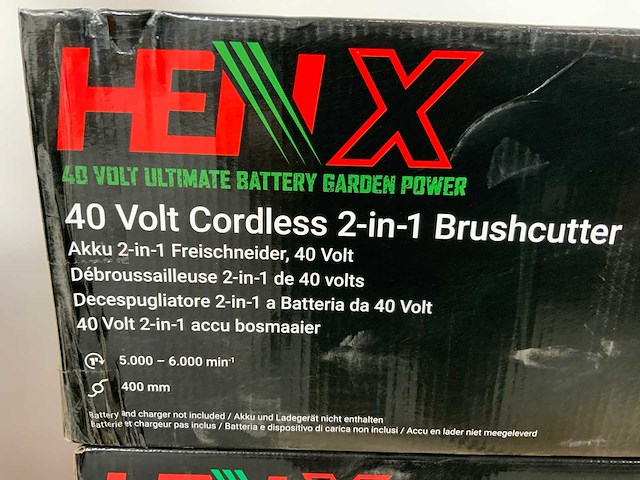 HENX
40 VOLT ULTIMATE BATTERY GARDEN POWER
40 Volt Cordless 2-in-1 Brushcutter
Akku 2-in-1 Freischneider, 40 Volt
Débroussailleuse 2-in-1 de 40 volts
Decespugliatore 2-in-1 a Batteria da 40 Volt
40 Volt 2-in-1 accu bosmaaier
5.000 – 6.000 min⁻¹
400 mm
Battery and charger not included / Akku und Ladegerät nicht enthalten
Batterie et chargeur pas inclus / Batteria e dispositivo di carica non inclusi / Accu en lader niet meegeleverd